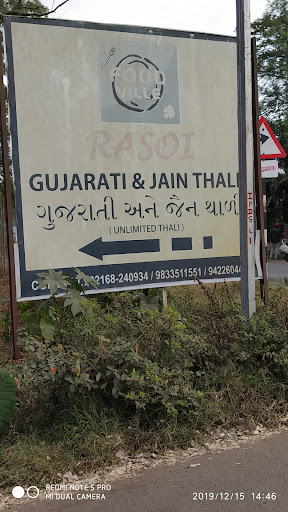 FOOD
VILLE
RASOI
GUJARATI & JAIN THALI
ગુજરાતી અને જૈન થાળી
( UNLIMITED THALI )
02168-240934 / 9833511551 /
REDMI NOTE 5 PRO
MI DUAL CAMERA
2019/12/15 14:46